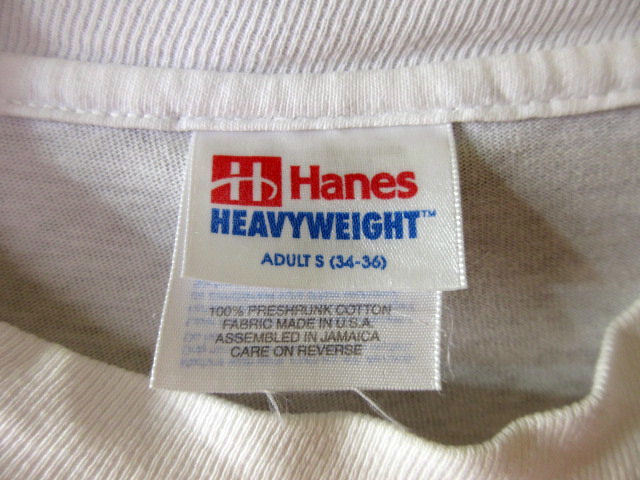 Hanes
HEAVYWEIGHT™
ADULT S (34-36)
100% PRESHRUNK COTTON
FABRIC MADE IN U.S.A.
ASSEMBLED IN JAMAICA
CARE ON REVERSE